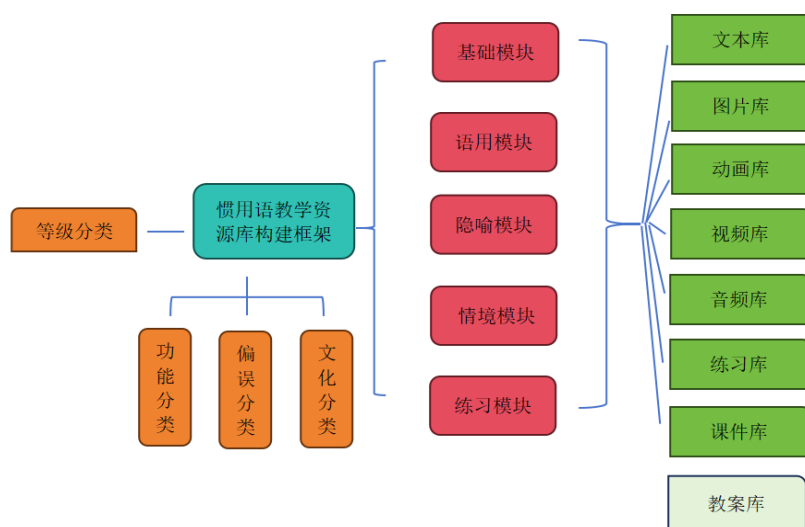 等级分类
惯用语教学资
源库构建框架
功能分类
偏误分类
文化分类
基础模块
语用模块
隐喻模块
情境模块
练习模块
文本库
图片库
动画库
视频库
音频库
练习库
课件库
教案库